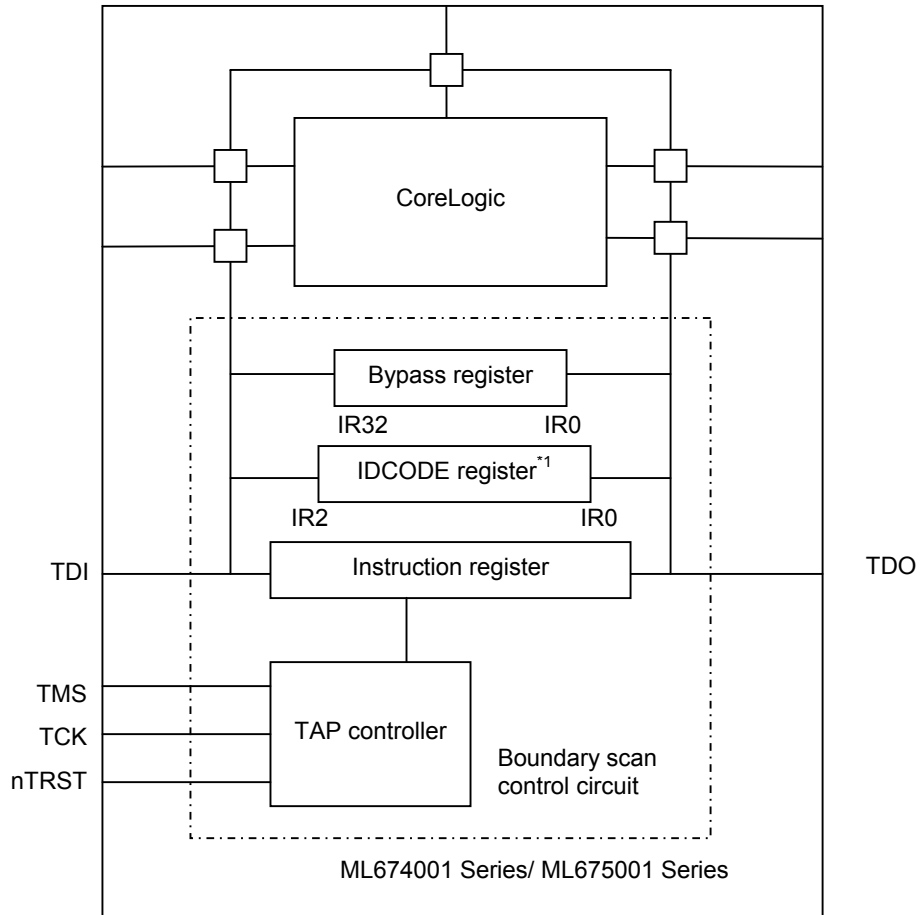 CoreLogic
Bypass register
IR32 IR0
IDCODE register*1
IR2 IR0
TDI Instruction register TDO
TMS
TCK TAP controller
nTRST
Boundary scan
control circuit
ML674001 Series/ ML675001 Series